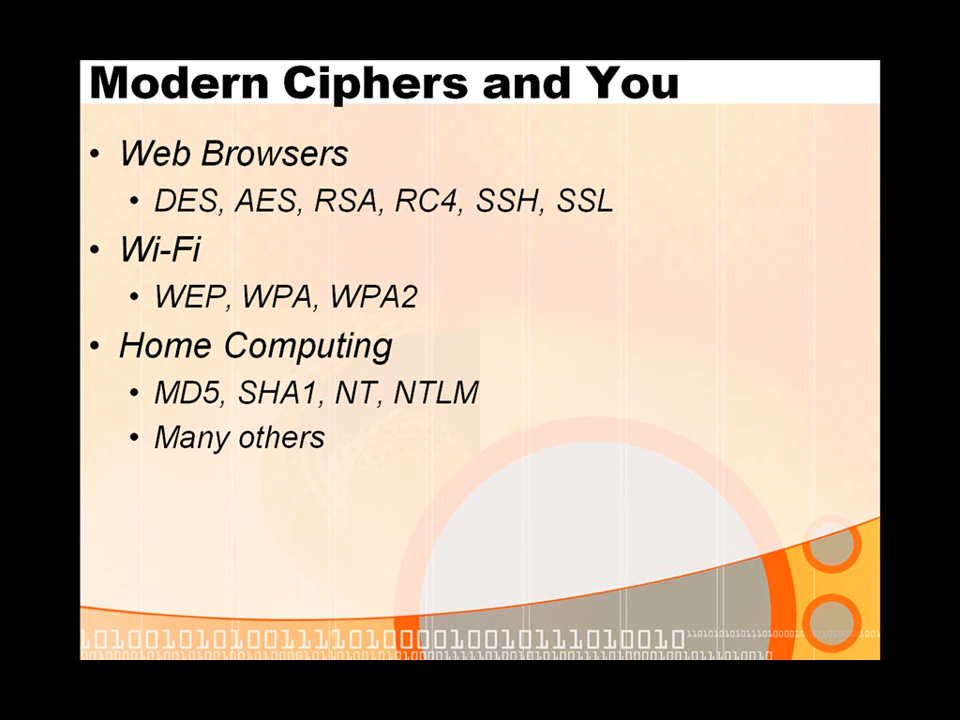 Modern Ciphers and You
• Web Browsers
• DES, AES, RSA, RC4, SSH, SSL
• Wi-Fi
• WEP, WPA, WPA2
• Home Computing
• MD5, SHA1, NT, NTLM
• Many others